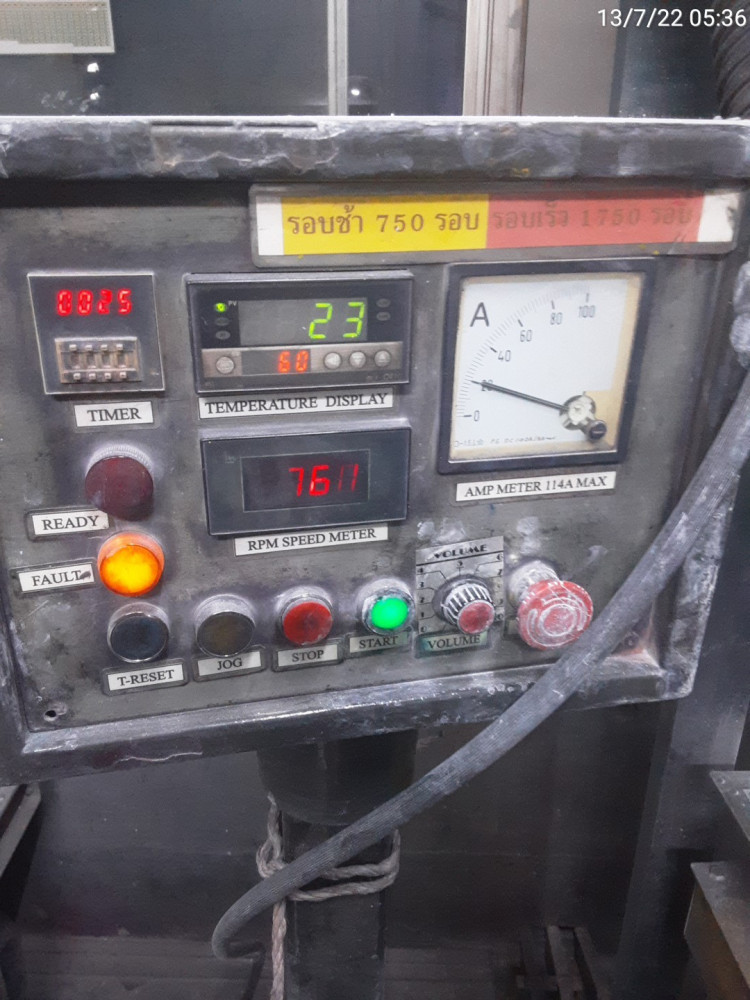 13/7/22 05:36
รอบช้า 750 รอบ รอบเร็ว 1750 รอบ
0025
TIMER
PV
23
60
TEMPERATURE DISPLAY
A
0 20 40 60 80 100
AMP METER 114A MAX
RPM SPEED METER
READY
FAULT
T-RESET
JOG
STOP
START
VOLUME
VOLUME